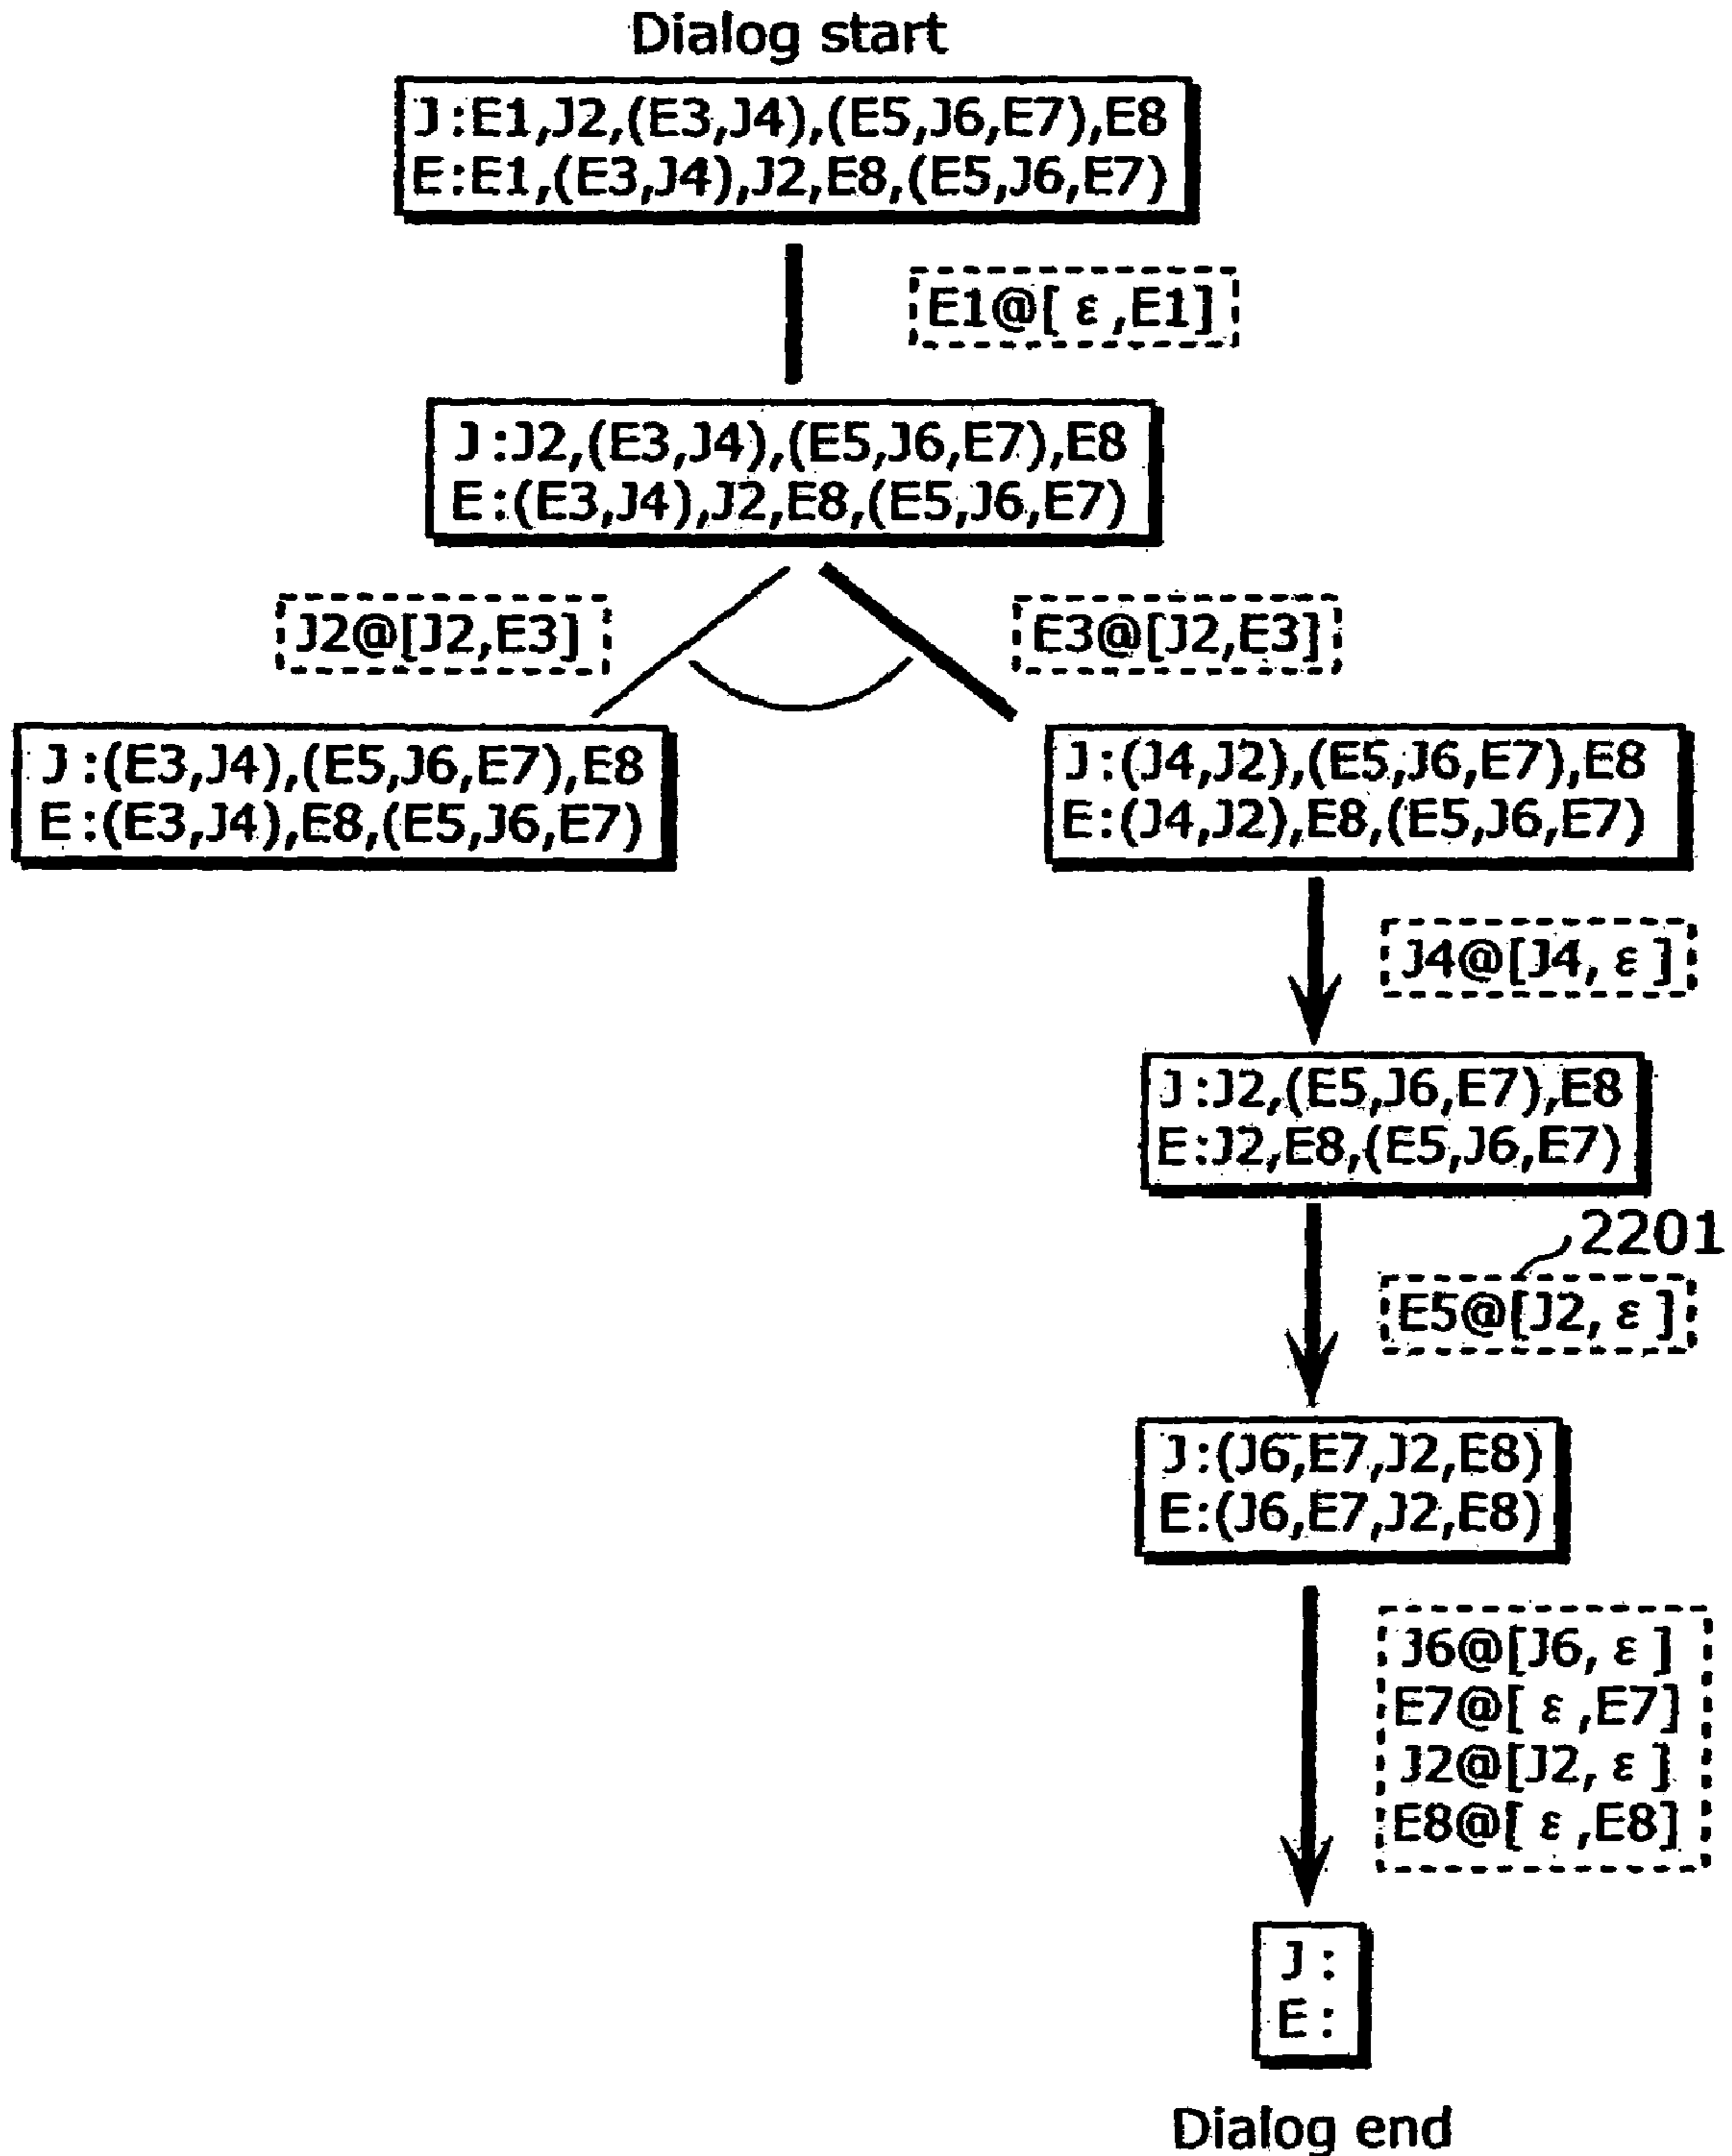 Dialog start
J:E1,J2,(E3,J4),(E5,J6,E7),E8
E:E1,(E3,J4),J2,E8,(E5,J6,E7)
E1@[ ε ,E1]
J:J2,(E3,J4),(E5,J6,E7),E8
E:(E3,J4),J2,E8,(E5,J6,E7)
J2@[J2,E3]
E3@[J2,E3]
J:(E3,J4),(E5,J6,E7),E8
E:(E3,J4),E8,(E5,J6,E7)
J:(J4,J2),(E5,J6,E7),E8
E:(J4,J2),E8,(E5,J6,E7)
J4@[J4, ε ]
J:J2,(E5,J6,E7),E8
E:J2,E8,(E5,J6,E7)
2201
E5@[J2, ε ]
J:(J6,E7,J2,E8)
E:(J6,E7,J2,E8)
J6@[J6, ε ]
E7@[ ε ,E7]
J2@[J2, ε ]
E8@[ ε ,E8]
J:
E:
Dialog end